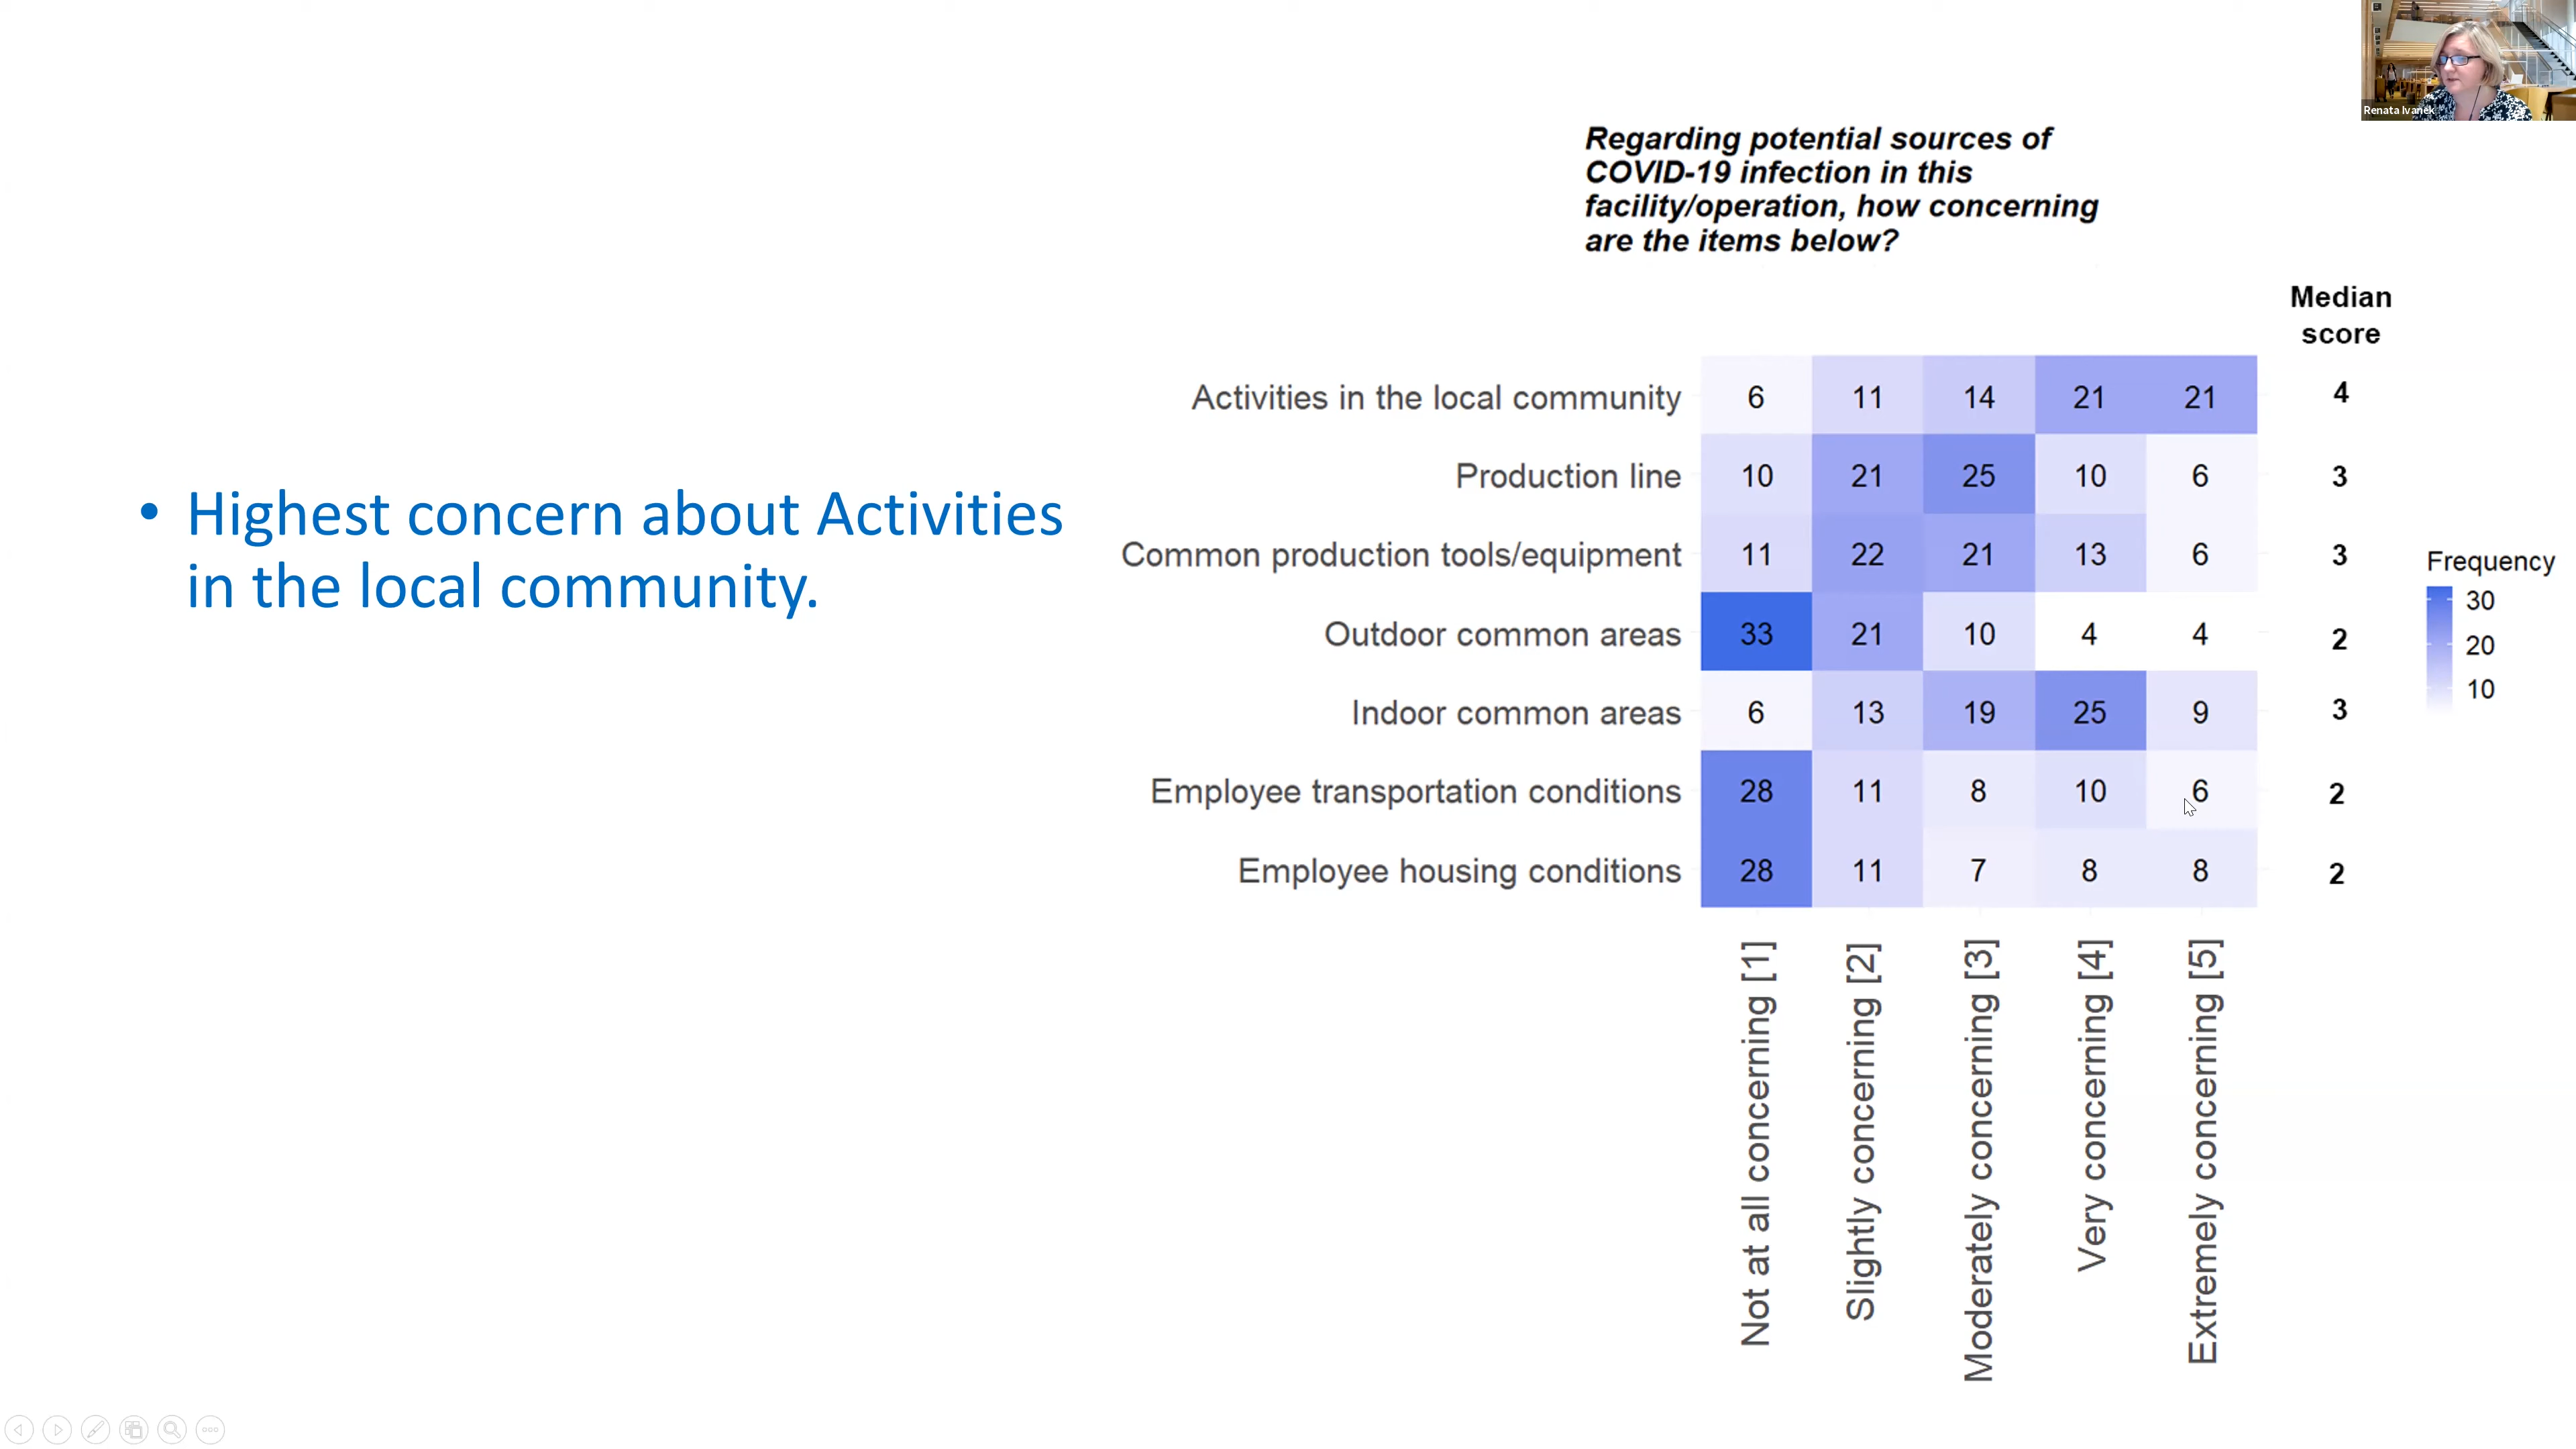 Renata Ivanek
Regarding potential sources of
COVID-19 infection in this
facility/operation, how concerning
are the items below?
• Highest concern about Activities
in the local community.
Median
score
Activities in the local community 6 11 14 21 21 4
Production line 10 21 25 10 6 3
Common production tools/equipment 11 22 21 13 6 3
Outdoor common areas 33 21 10 4 4 2
Indoor common areas 6 13 19 25 9 3
Employee transportation conditions 28 11 8 10 6 2
Employee housing conditions 28 11 7 8 8 2
Not at all concerning [1]
Slightly concerning [2]
Moderately concerning [3]
Very concerning [4]
Extremely concerning [5]
Frequency
30
20
10